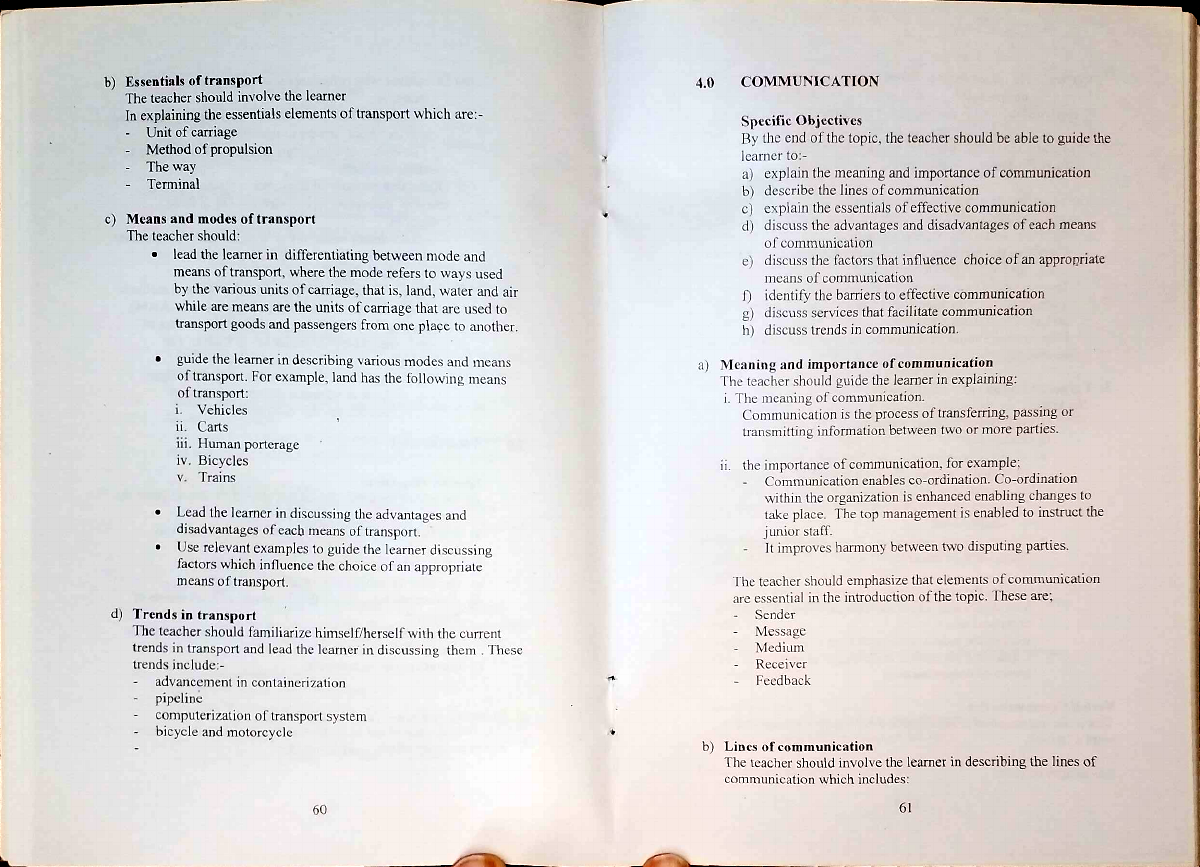 b) Essentials of transport
The teacher should involve the learner
In explaining the essentials elements of transport which are:-
- Unit of carriage
- Method of propulsion
- The way
- Terminal
c) Means and modes of transport
The teacher should:
• lead the learner in differentiating between mode and
means of transport, where the mode refers to ways used
by the various units of carriage, that is, land, water and air
while are means are the units of carriage that are used to
transport goods and passengers from one place to another.
• guide the learner in describing various modes and means
of transport. For example, land has the following means
of transport:
i. Vehicles
ii. Carts
iii. Human porterage
iv. Bicycles
v. Trains
• Lead the learner in discussing the advantages and
disadvantages of each means of transport.
• Use relevant examples to guide the learner discussing
factors which influence the choice of an appropriate
means of transport.
d) Trends in transport
The teacher should familiarize himself/herself with the current
trends in transport and lead the learner in discussing them . These
trends include:-
- advancement in containerization
- pipeline
- computerization of transport system
- bicycle and motorcycle
-
60
4.0 COMMUNICATION
Specific Objectives
By the end of the topic, the teacher should be able to guide the
learner to:-
a) explain the meaning and importance of communication
b) describe the lines of communication
c) explain the essentials of effective communication
d) discuss the advantages and disadvantages of each means
of communication
e) discuss the factors that influence choice of an appropriate
means of communication
f) identify the barriers to effective communication
g) discuss services that facilitate communication
h) discuss trends in communication.
a) Meaning and importance of communication
The teacher should guide the learner in explaining:
i. The meaning of communication.
Communication is the process of transferring, passing or
transmitting information between two or more parties.
ii. the importance of communication, for example;
- Communication enables co-ordination. Co-ordination
within the organization is enhanced enabling changes to
take place. The top management is enabled to instruct the
junior staff.
- It improves harmony between two disputing parties.
The teacher should emphasize that elements of communication
are essential in the introduction of the topic. These are;
- Sender
- Message
- Medium
- Receiver
- Feedback
b) Lines of communication
The teacher should involve the learner in describing the lines of
communication which includes:
61